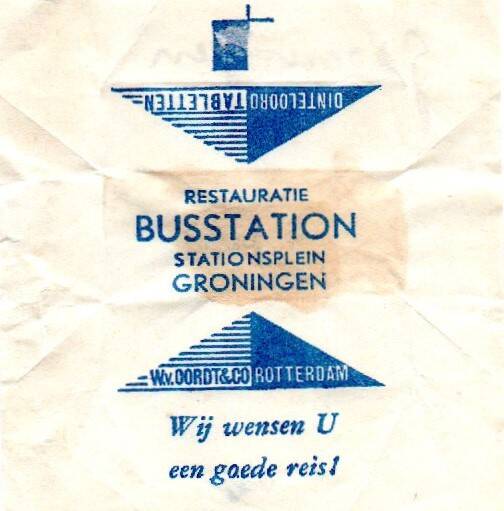 DINTELOORD TABLETTEN
RESTAURATIE
BUSSTATION
STATIONSPLEIN
GRONINGEN
W.v.OORDT&CO ROTTERDAM
Wij wensen U
een goede reis!